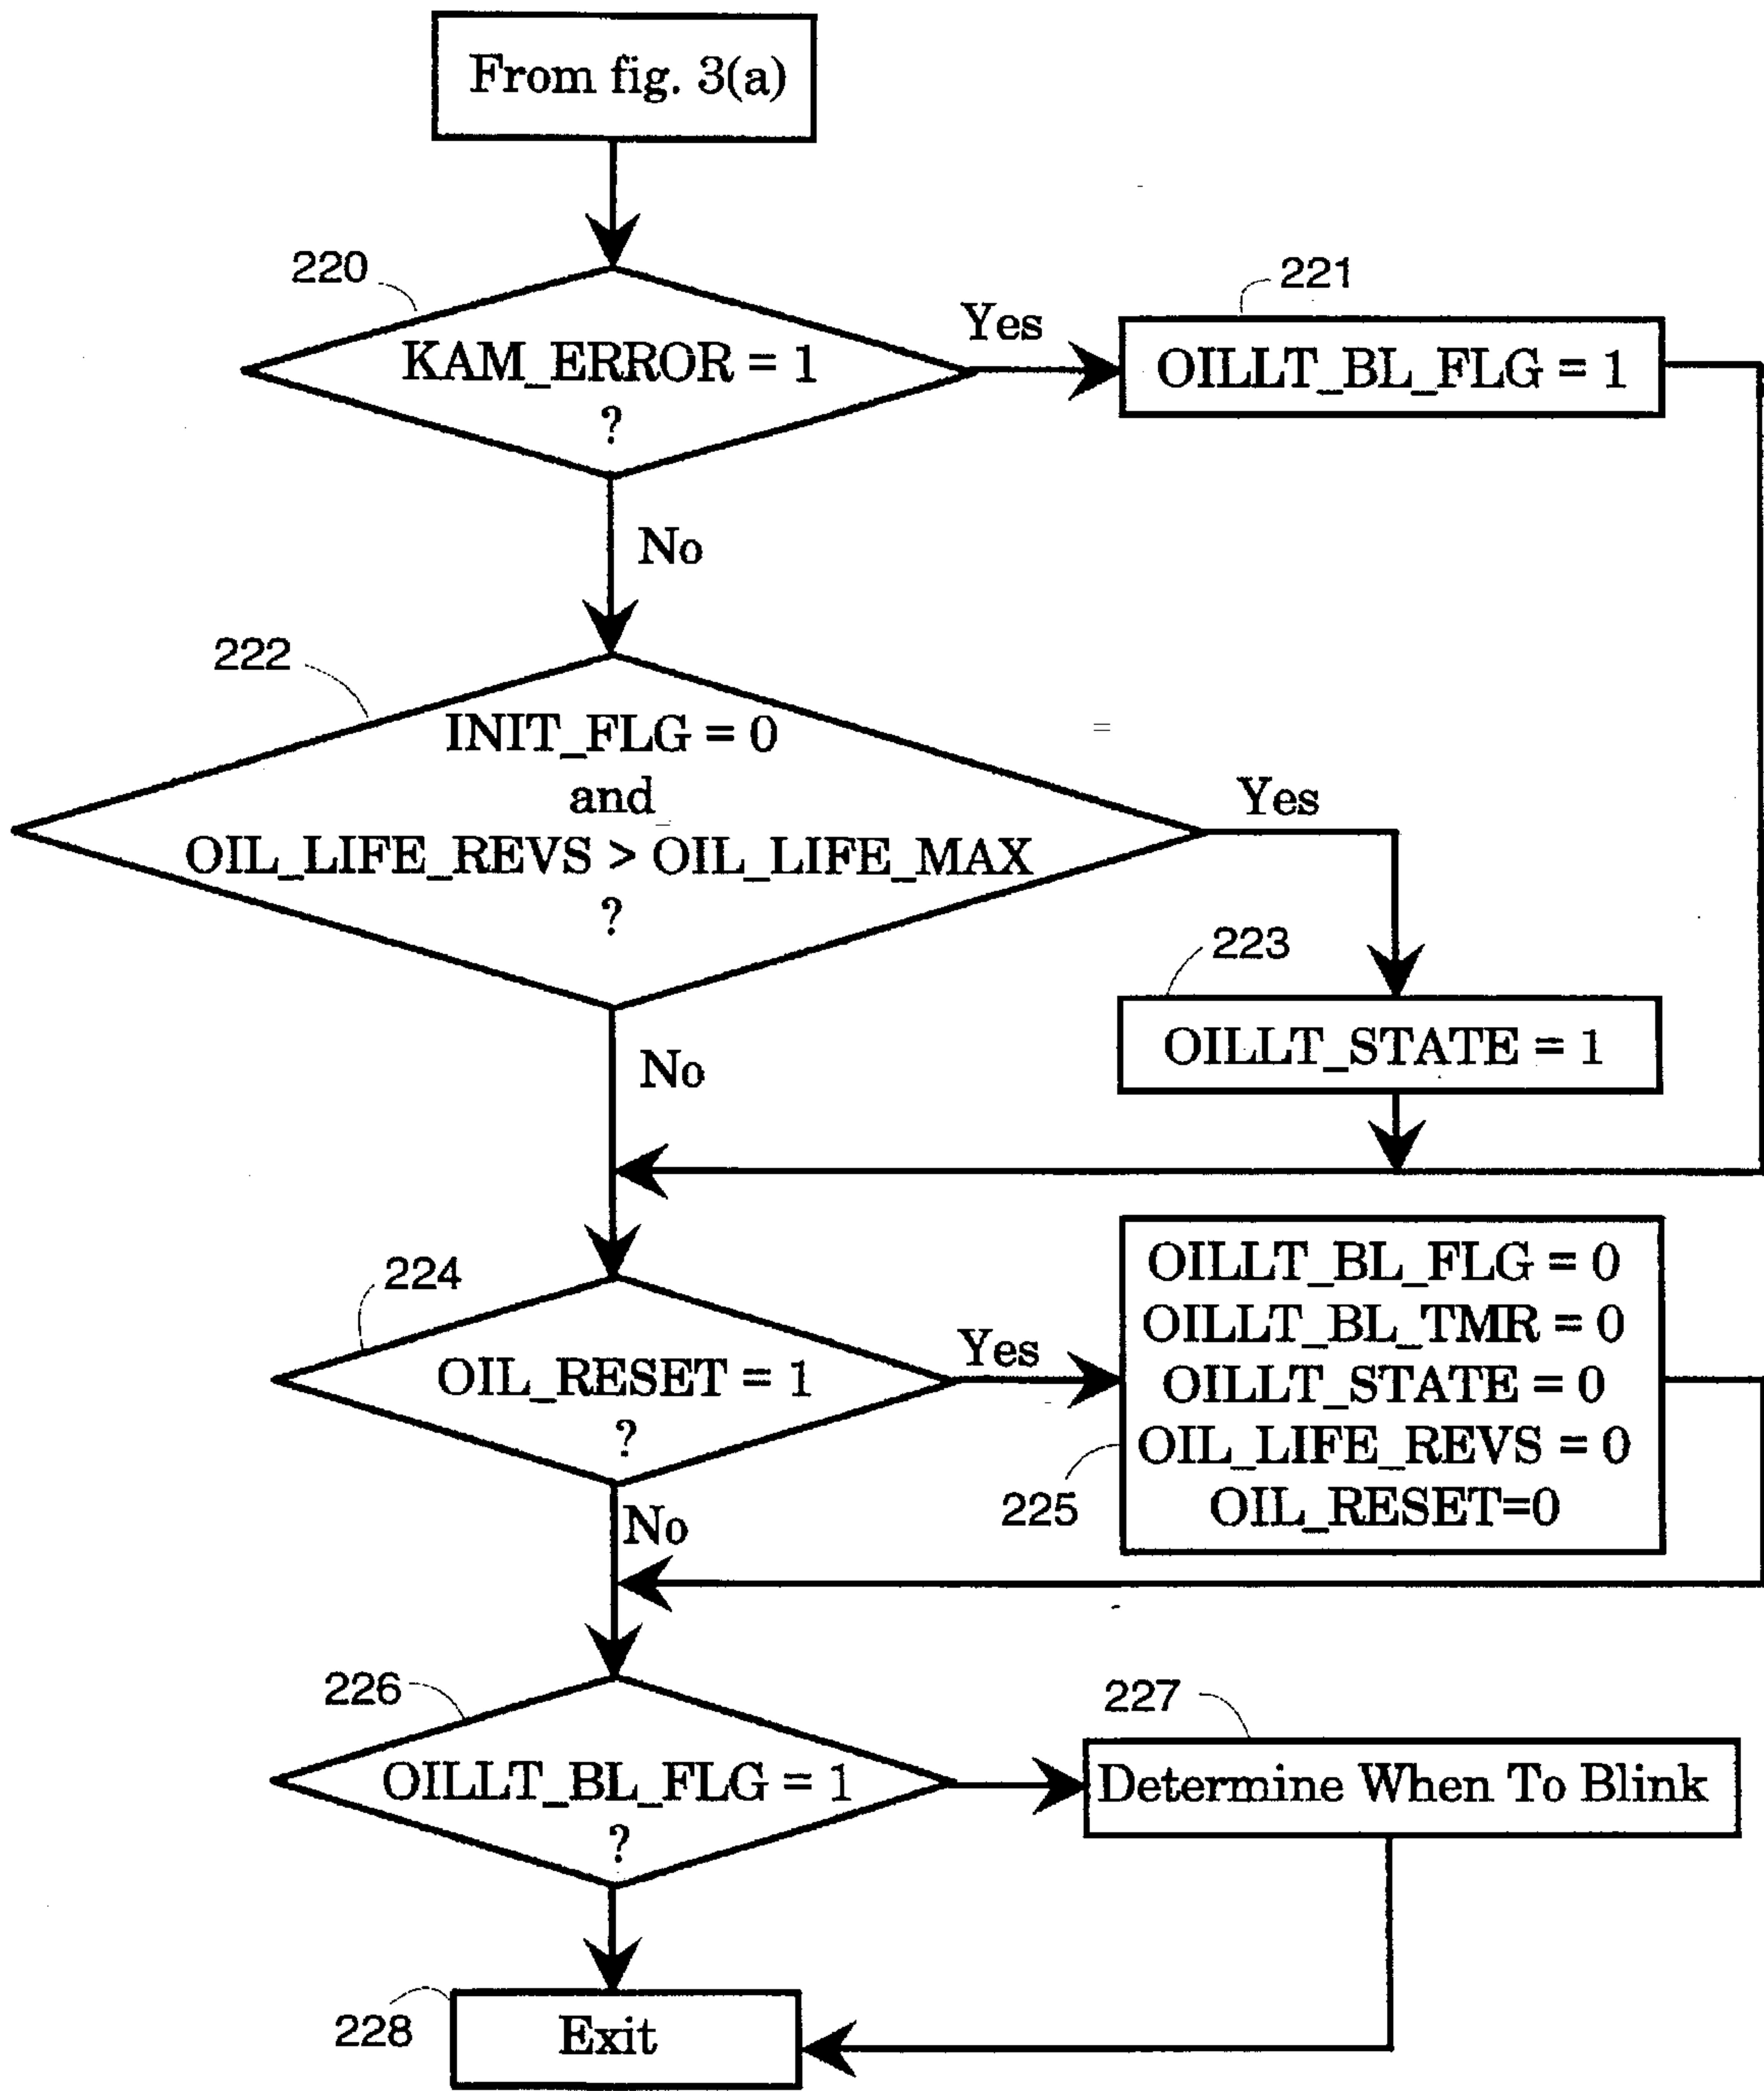 From fig. 3(a)
220
KAM_ERROR = 1
?
Yes
221
OILLT_BL_FLG = 1
No
222
INIT_FLG = 0
and
OIL_LIFE_REVS > OIL_LIFE_MAX
?
Yes
223
OILLT_STATE = 1
No
224
OIL_RESET = 1
?
Yes
OILLT_BL_FLG = 0
OILLT_BL_TMR = 0
OILLT_STATE = 0
OIL_LIFE_REVS = 0
OIL_RESET=0
225
No
226
OILLT_BL_FLG = 1
?
227
Determine When To Blink
228
Exit